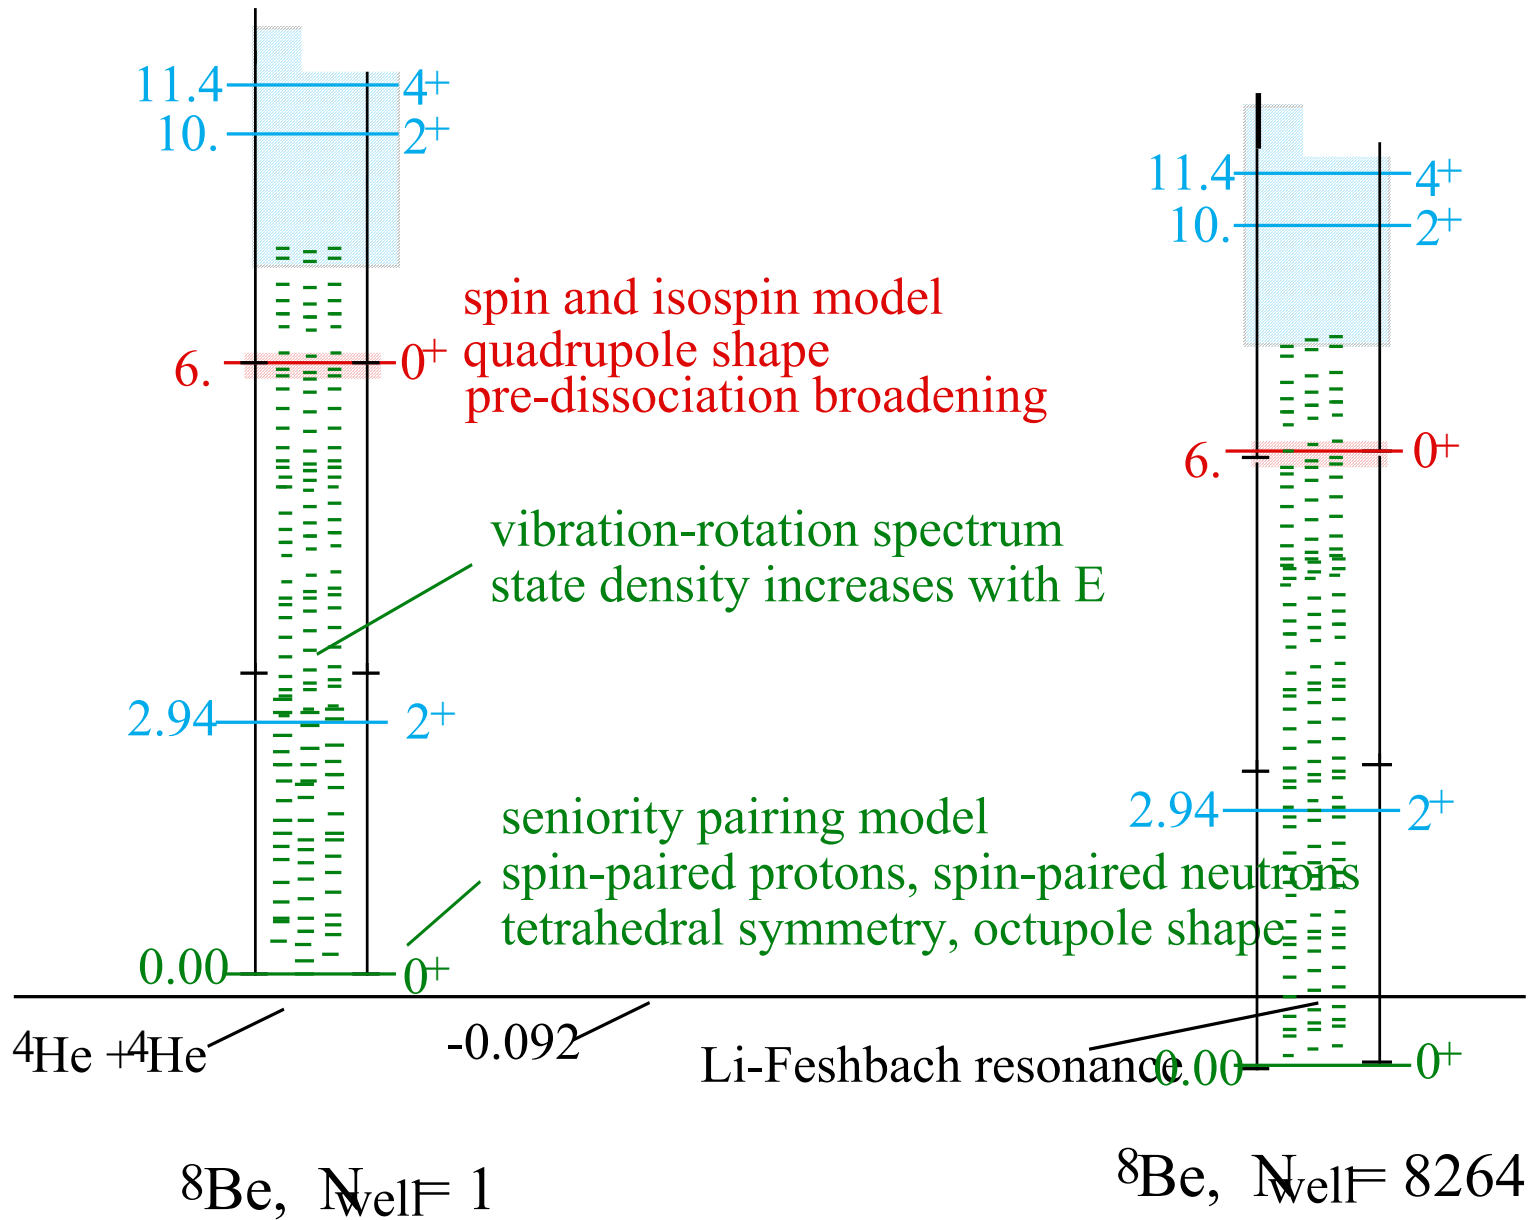 11.4 4+
10. 2+
11.4 4+
10. 2+
spin and isospin model
6. 0+ quadrupole shape
pre-dissociation broadening
6. 0+
vibration-rotation spectrum
state density increases with E
2.94 2+
seniority pairing model
2.94 2+
spin-paired protons, spin-paired neutrons
tetrahedral symmetry, octupole shape
0.00 0+
4He +4He
-0.092
Li-Feshbach resonance
0.00 0+
8Be, Nwell = 1
8Be, Nwell = 8264